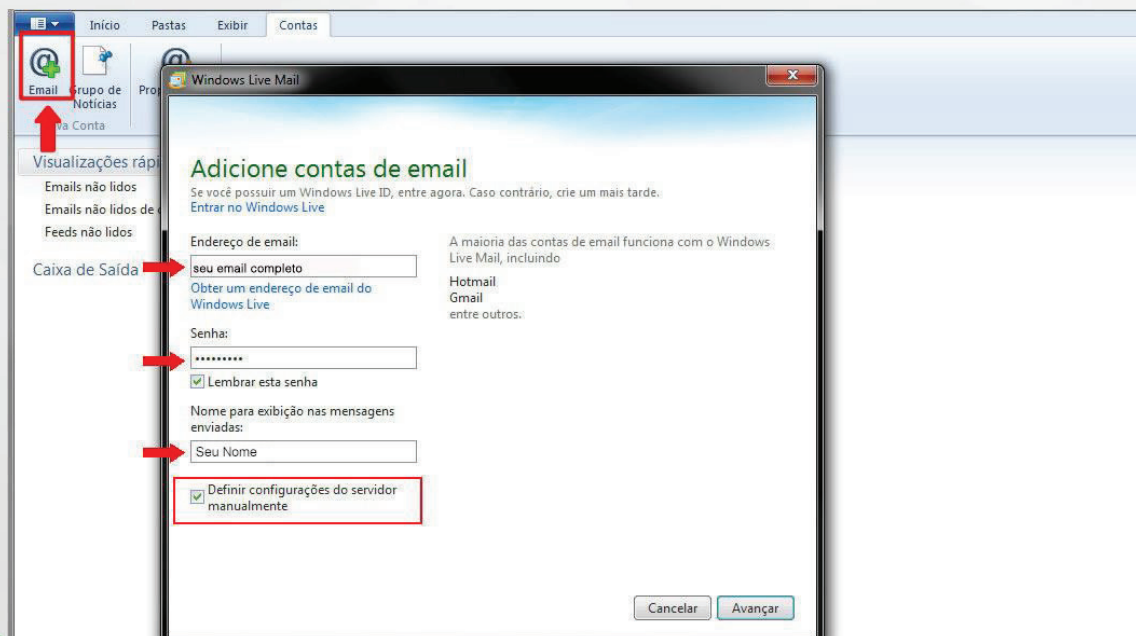 Início Pastas Exibir Contas
Email
Grupo de
Notícias
Conta
Windows Live Mail
Visualizações rápi
Emails não lidos
Emails não lidos de
Feeds não lidos
Caixa de Saída
Adicione contas de email
Se você possuir um Windows Live ID, entre agora. Caso contrário, crie um mais tarde.
Entrar no Windows Live
Endereço de email:
seu email completo
Obter um endereço de email do
Windows Live
Senha:
•••••••••
Lembrar esta senha
Nome para exibição nas mensagens
enviadas:
Seu Nome
Definir configurações do servidor
manualmente
A maioria das contas de email funciona com o Windows
Live Mail, incluindo
Hotmail
Gmail
entre outros.
Cancelar Avançar